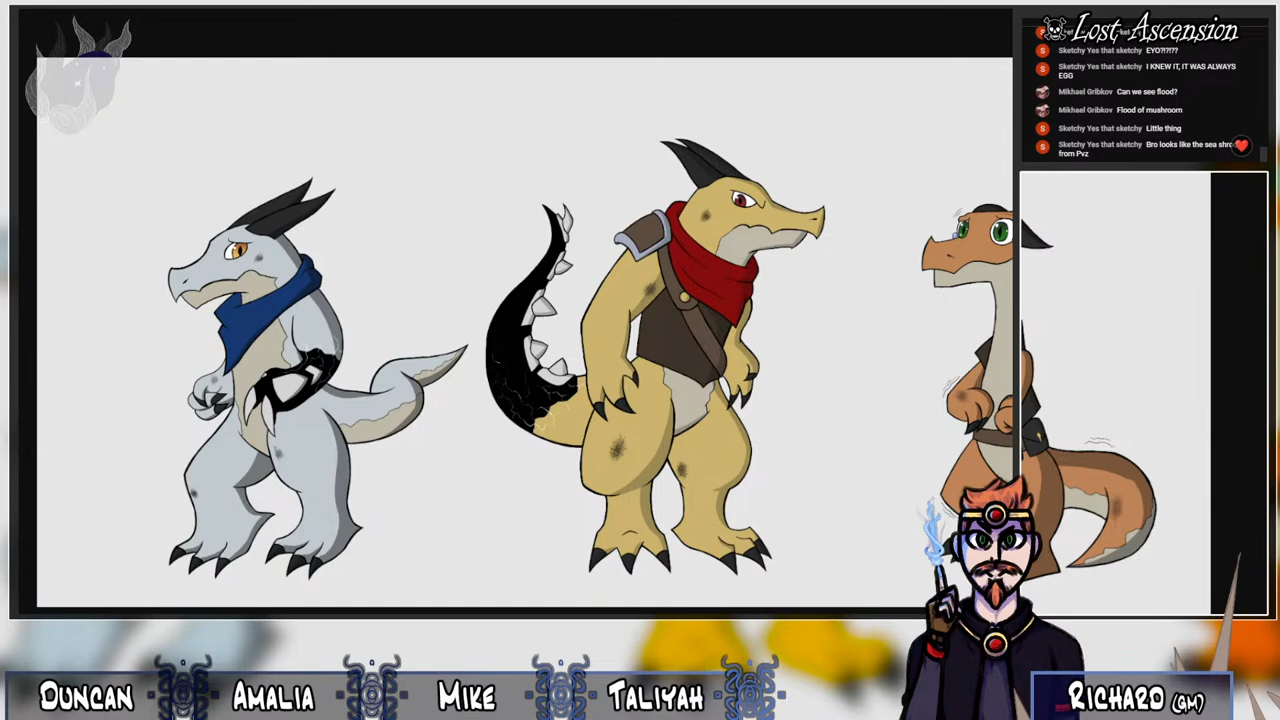 Lost Ascension
Sketchy Yes that sketchy EYO?!?!??
Sketchy Yes that sketchy I KNEW IT, IT WAS ALWAYS
EGG
Mikhael Gribkov Can we see flood?
Mikhael Gribkov Flood of mushroom
Sketchy Yes that sketchy Little thing
Sketchy Yes that sketchy Bro looks like the sea shro
from Pvz
DUNCAN
AMALIA
MIKE
TALIYAH
RICHARD (GM)